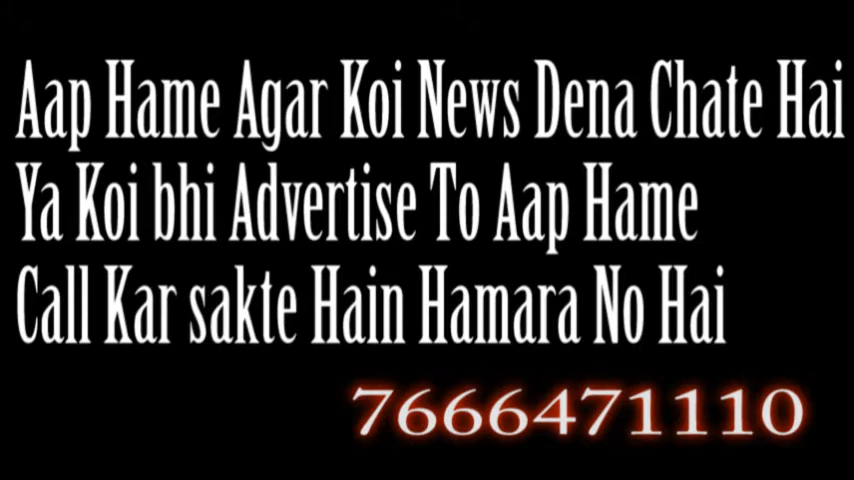 Aap Hame Agar Koi News Dena Chate Hai
Ya Koi bhi Advertise To Aap Hame
Call Kar sakte Hain Hamara No Hai
7666471110